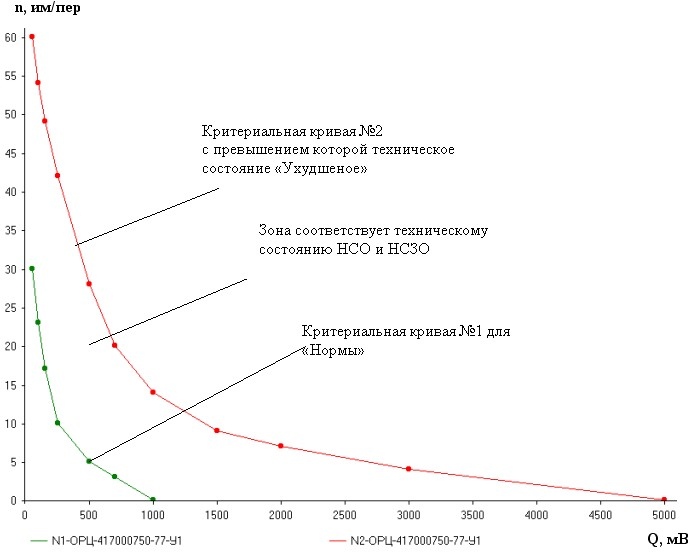 n, им/пер
60
55
50
45
40
35
30
25
20
15
10
5
0
Критериальная кривая №2
с превышением которой техническое
состояние «Ухудшеное»
Зона соответствует техническому
состоянию НСО и НСЗО
Критериальная кривая №1 для
«Нормы»
0 500 1000 1500 2000 2500 3000 3500 4000 4500 5000
N1-ОРЦ-417000750-77-У1 N2-ОРЦ-417000750-77-У1 Q, мВ